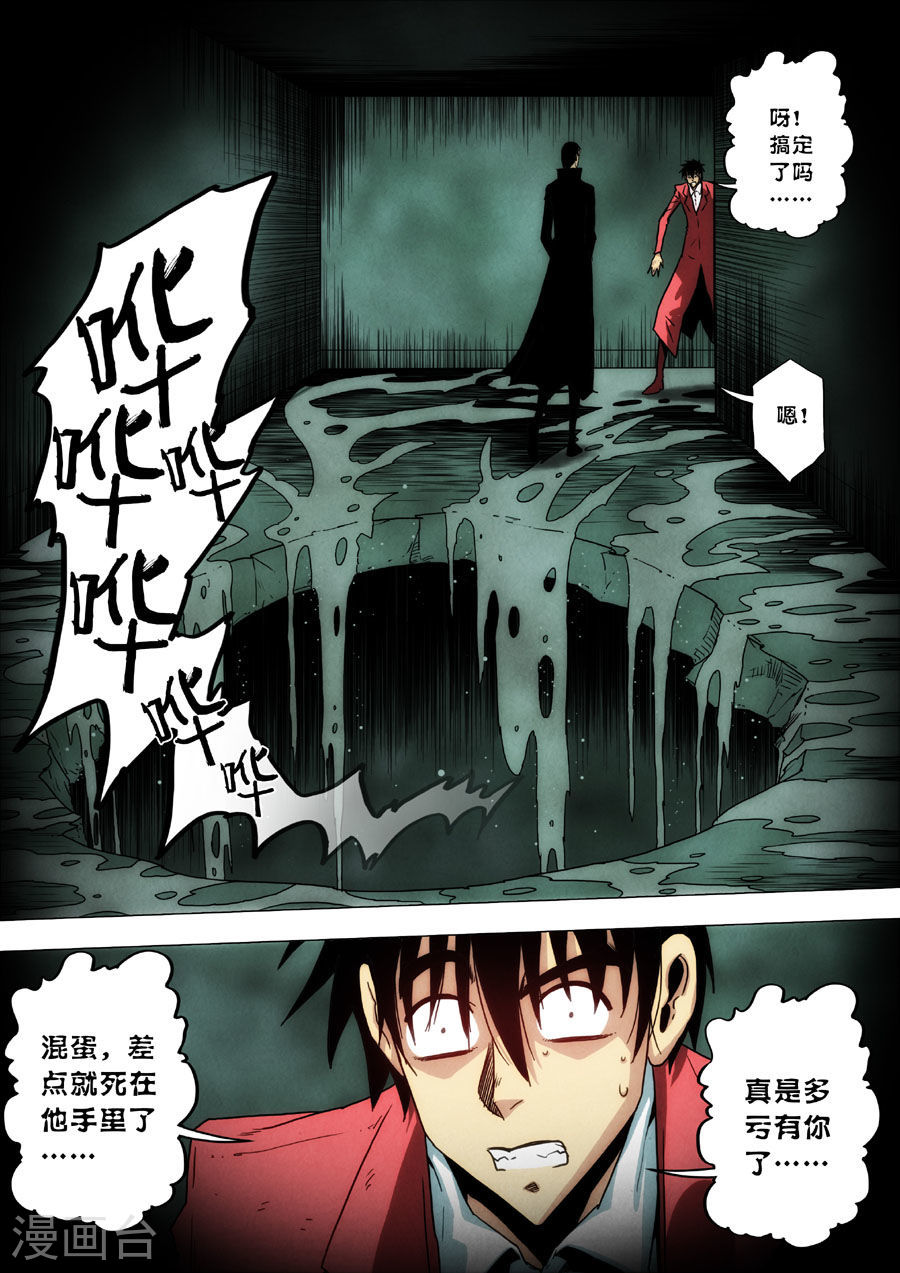 呀！
搞定
了吗
……
嗯！
哗
哗
哗
哗
哗
哗
混蛋，差
点就死在
他手里了
……
真是多
亏有你
了……
漫画台